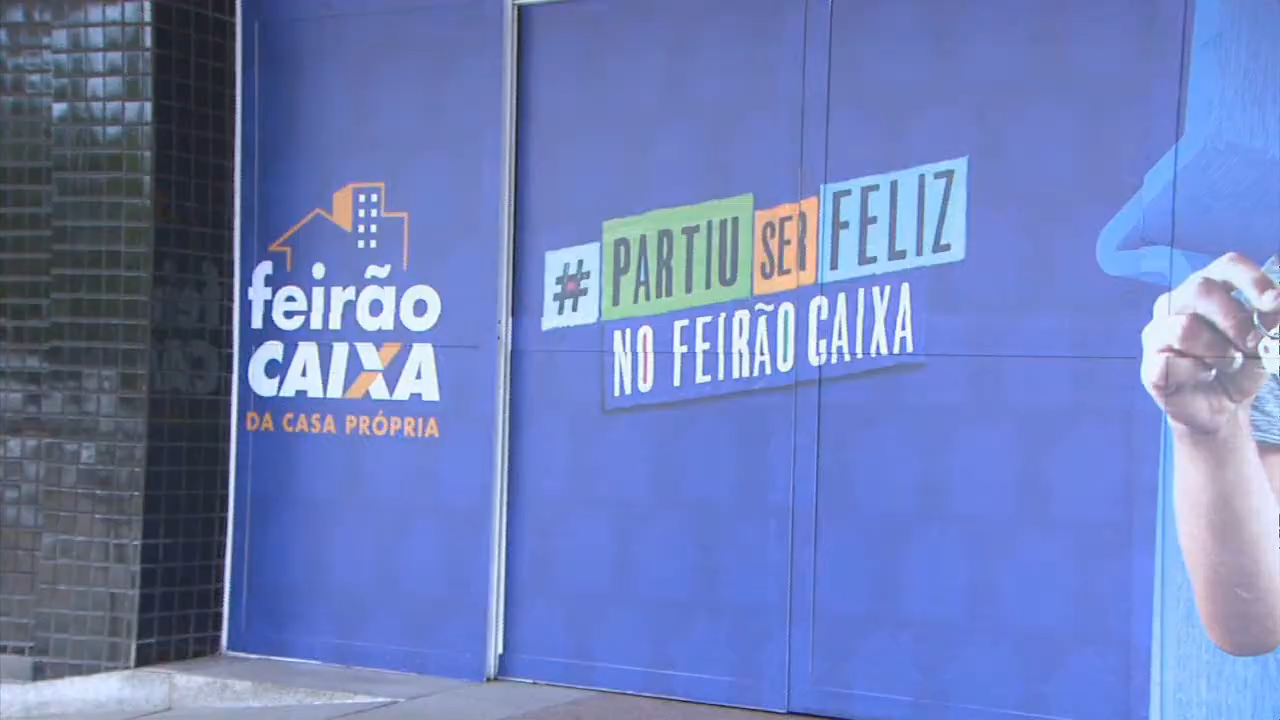 feirão
CAIXA
DA CASA PRÓPRIA
# PARTIU SER FELIZ
NO FEIRÃO CAIXA